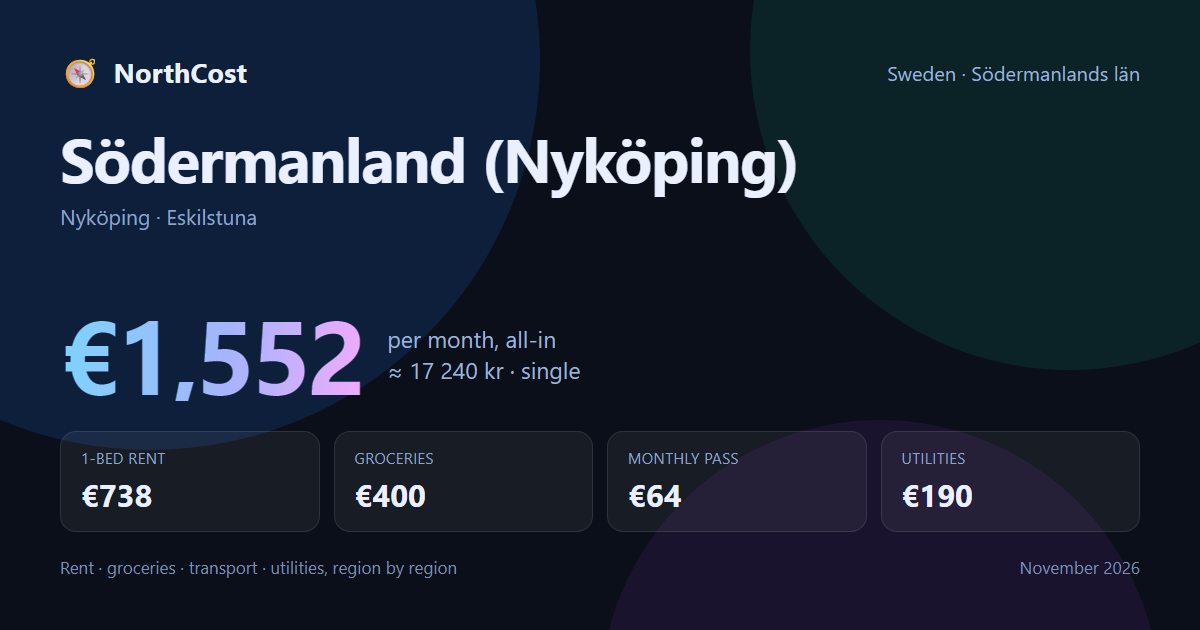 NorthCost
Sweden · Södermanlands län
Södermanland (Nyköping)
Nyköping · Eskilstuna
€1,552
per month, all-in
≈ 17 240 kr · single
1-BED RENT
€738
GROCERIES
€400
MONTHLY PASS
€64
UTILITIES
€190
Rent · groceries · transport · utilities, region by region
November 2026